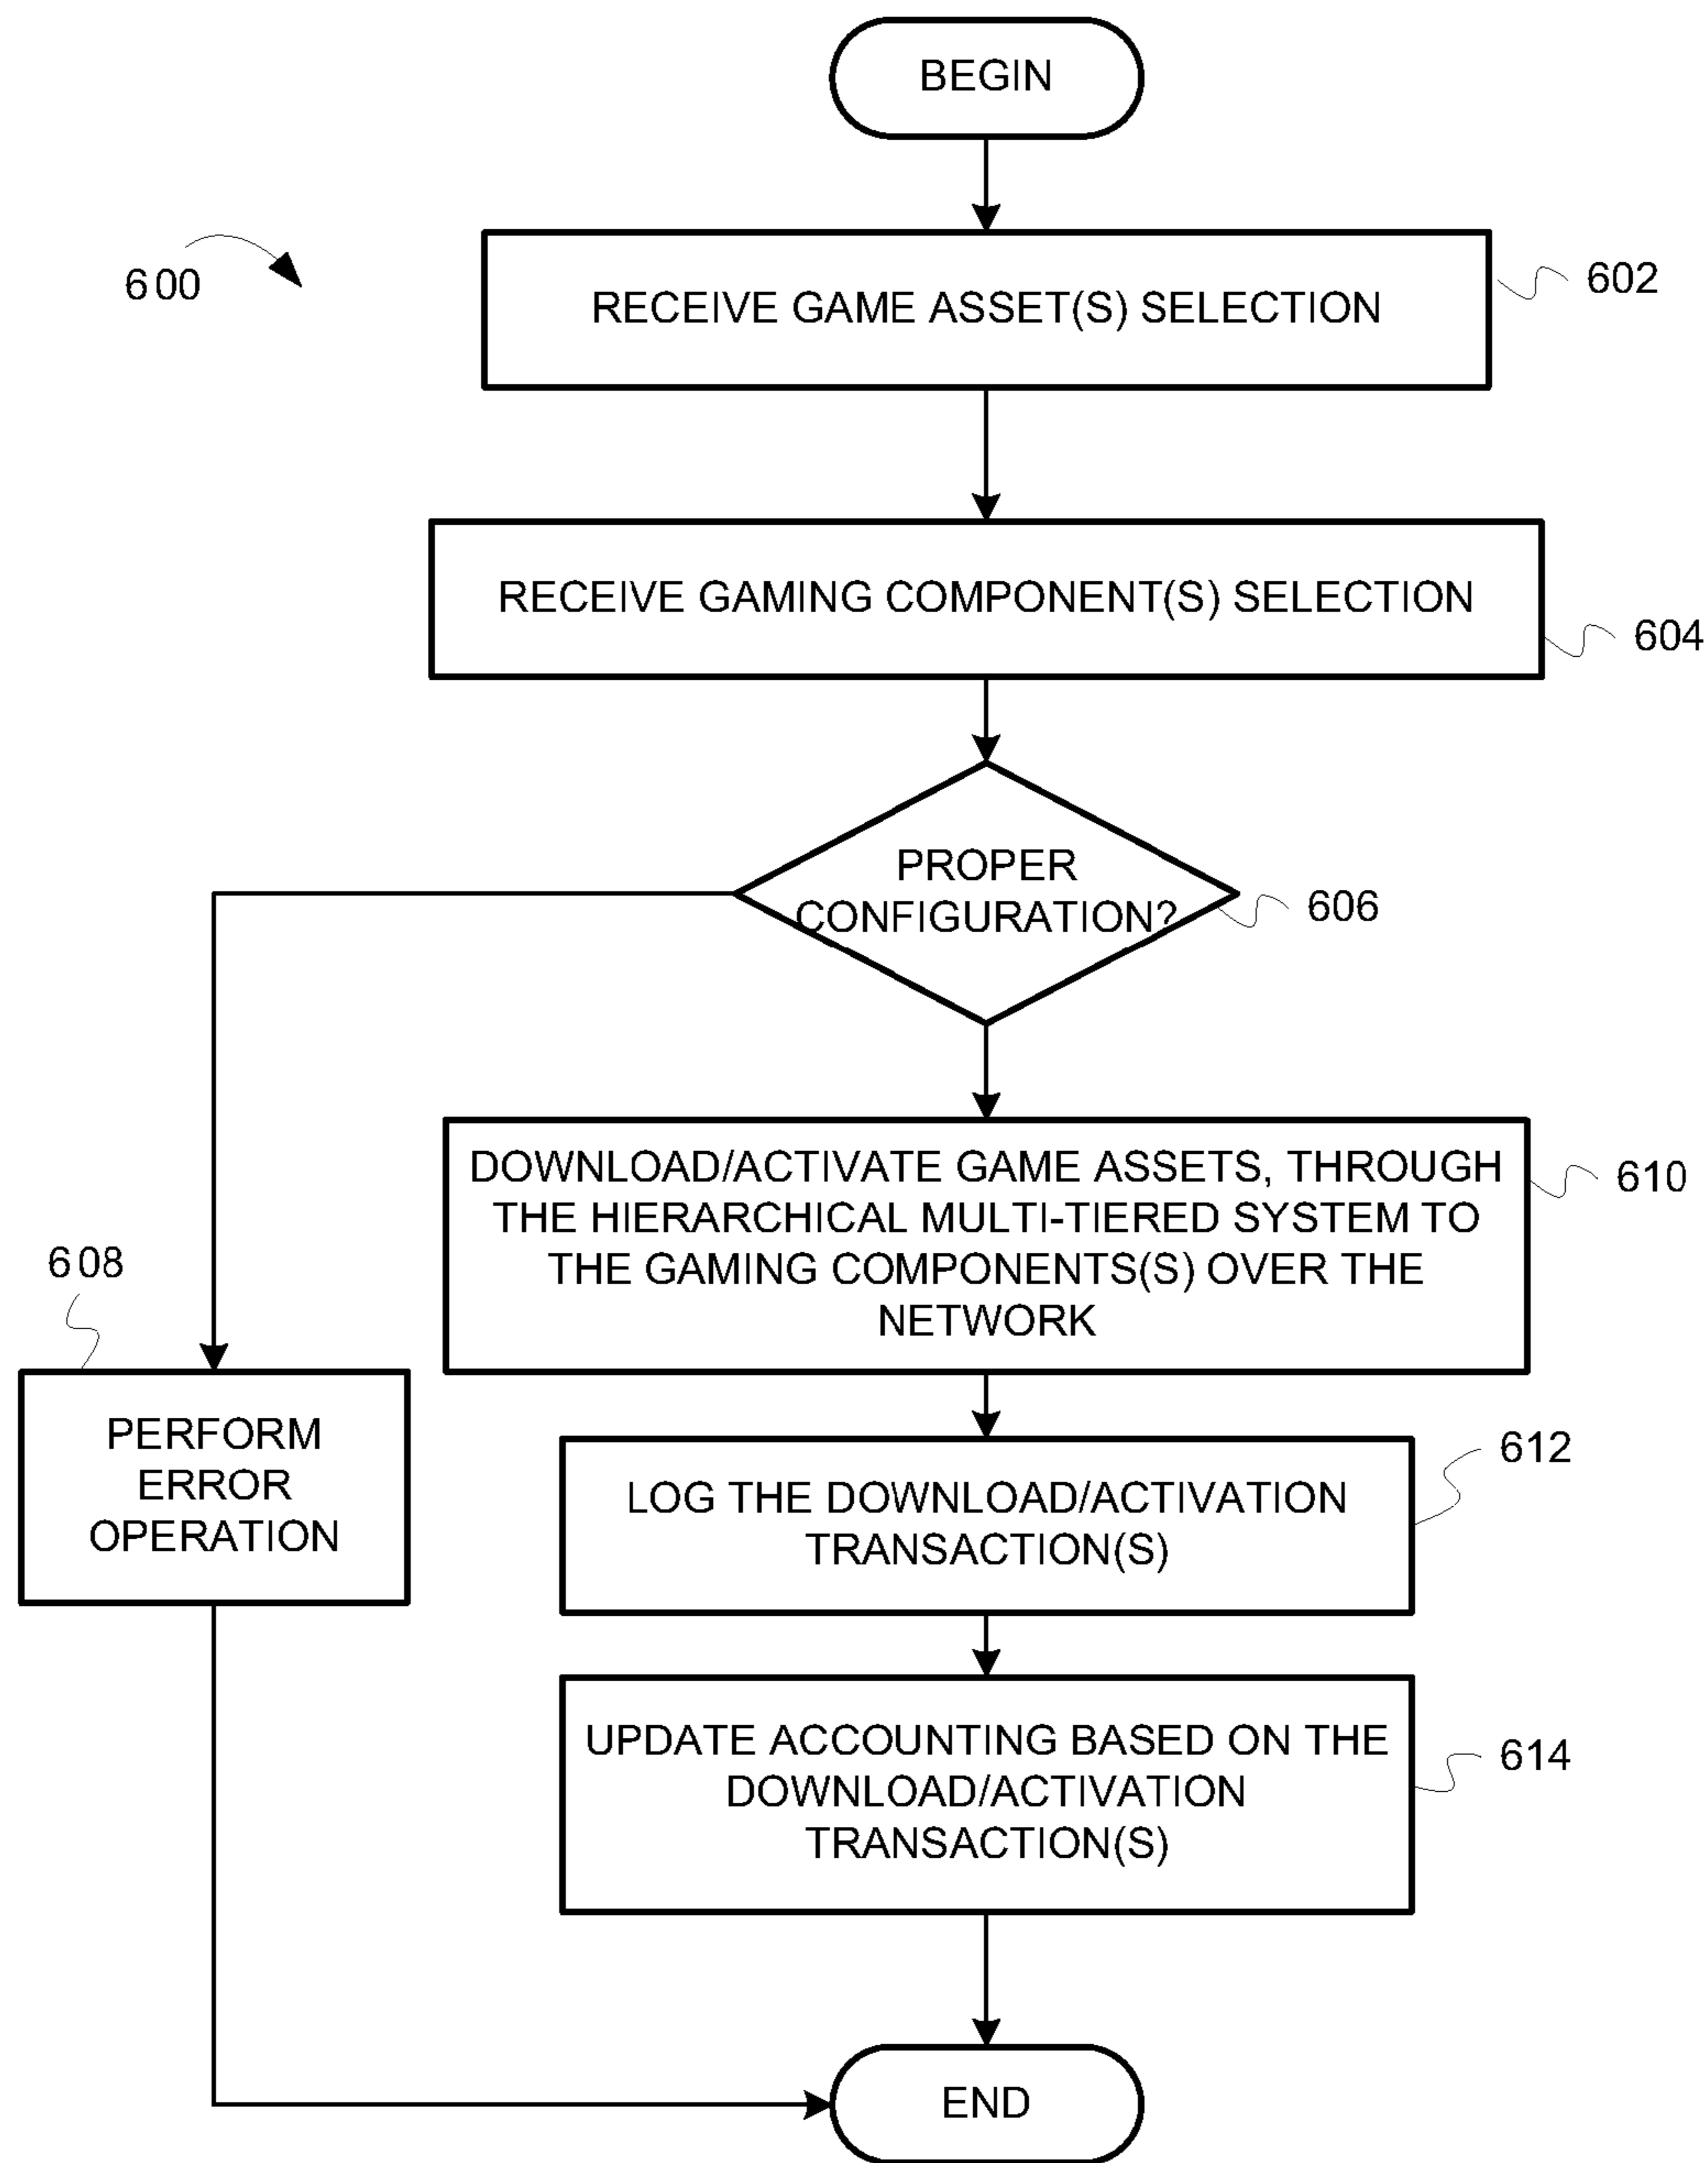 BEGIN
600
RECEIVE GAME ASSET(S) SELECTION
602
RECEIVE GAMING COMPONENT(S) SELECTION
604
PROPER
CONFIGURATION?
606
DOWNLOAD/ACTIVATE GAME ASSETS, THROUGH
THE HIERARCHICAL MULTI-TIERED SYSTEM TO
THE GAMING COMPONENTS(S) OVER THE
NETWORK
610
608
PERFORM
ERROR
OPERATION
LOG THE DOWNLOAD/ACTIVATION
TRANSACTION(S)
612
UPDATE ACCOUNTING BASED ON THE
DOWNLOAD/ACTIVATION
TRANSACTION(S)
614
END